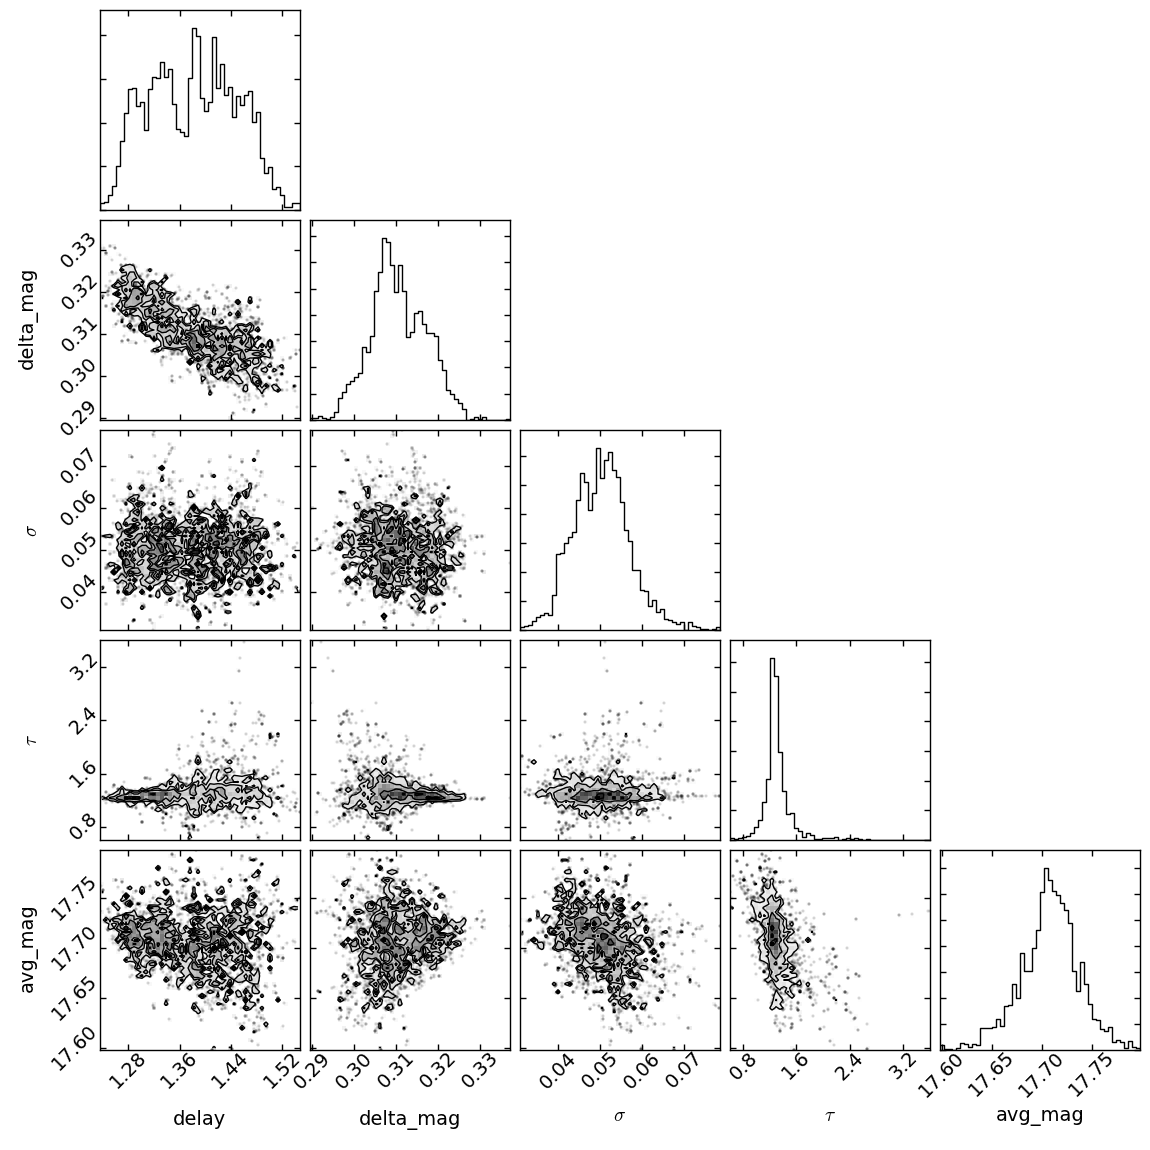 delta_mag
0.33
0.32
0.31
0.30
0.29
σ
0.07
0.06
0.05
0.04
τ
3.2
2.4
1.6
0.8
avg_mag
17.75
17.70
17.65
17.60
1.28 1.36 1.44 1.52
0.29 0.30 0.31 0.32 0.33
0.04 0.05 0.06 0.07
0.8 1.6 2.4 3.2
17.60 17.65 17.70 17.75
delay delta_mag σ τ avg_mag